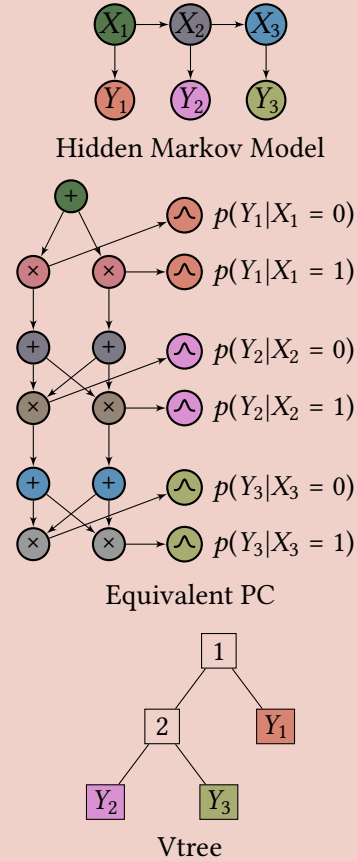 X₁ X₂ X₃
Y₁ Y₂ Y₃
Hidden Markov Model
+
p(Y₁|X₁ = 0)
× × p(Y₁|X₁ = 1)
+ + p(Y₂|X₂ = 0)
× × p(Y₂|X₂ = 1)
+ + p(Y₃|X₃ = 0)
× × p(Y₃|X₃ = 1)
Equivalent PC
1
2 Y₁
Y₂ Y₃
Vtree